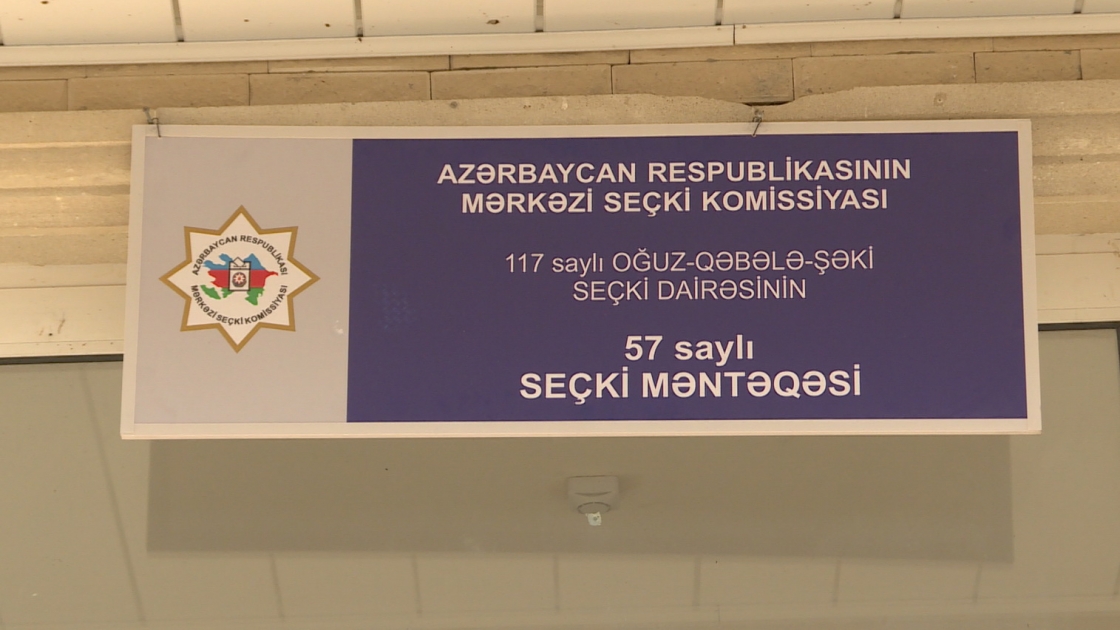 AZƏRBAYCAN RESPUBLİKASI
MƏRKƏZİ SEÇKİ KOMİSSİYASI
AZƏRBAYCAN RESPUBLİKASININ
MƏRKƏZİ SEÇKİ KOMİSSİYASI
117 saylı OĞUZ-QƏBƏLƏ-ŞƏKİ
SEÇKİ DAİRƏSİNİN
57 saylı
SEÇKİ MƏNTƏQƏSİ